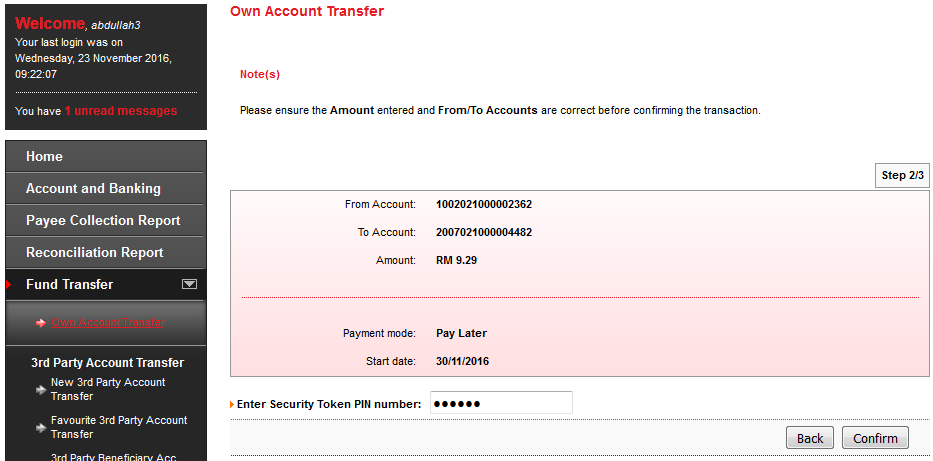 Welcome, abdullah3
Your last login was on
Wednesday, 23 November 2016,
09:22:07
You have 1 unread messages
Home
Account and Banking
Payee Collection Report
Reconciliation Report
Fund Transfer
Own Account Transfer
3rd Party Account Transfer
New 3rd Party Account
Transfer
Favourite 3rd Party Account
Transfer
3rd Party Beneficiary Acc
Own Account Transfer
Note(s)
Please ensure the Amount entered and From/To Accounts are correct before confirming the transaction.
Step 2/3
From Account: 1002021000002362
To Account: 2007021000004482
Amount: RM 9.29
Payment mode: Pay Later
Start date: 30/11/2016
Enter Security Token PIN number: ●●●●●●
Back Confirm